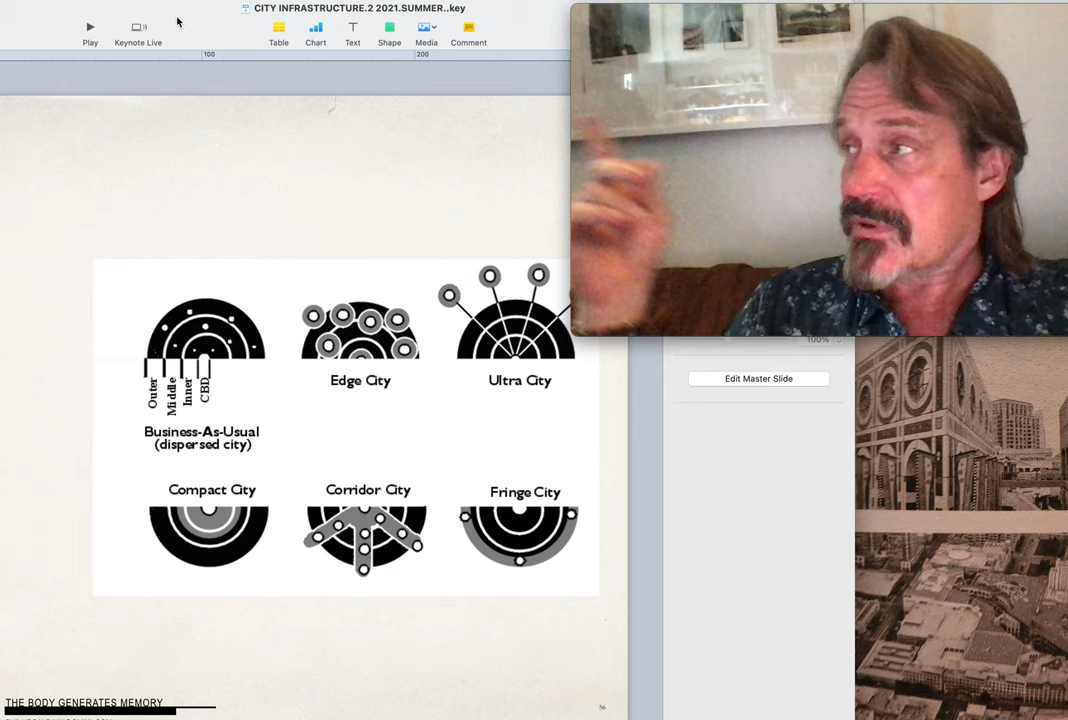 CITY INFRASTRUCTURE.2 2021.SUMMER..key
Play
Keynote Live
Table
Chart
Text
Shape
Media
Comment
100
200
100%
Edit Master Slide
Outer
Middle
Inner
CBD
Edge City
Ultra City
Business-As-Usual
(dispersed city)
Compact City
Corridor City
Fringe City
THE BODY GENERATES MEMORY
56